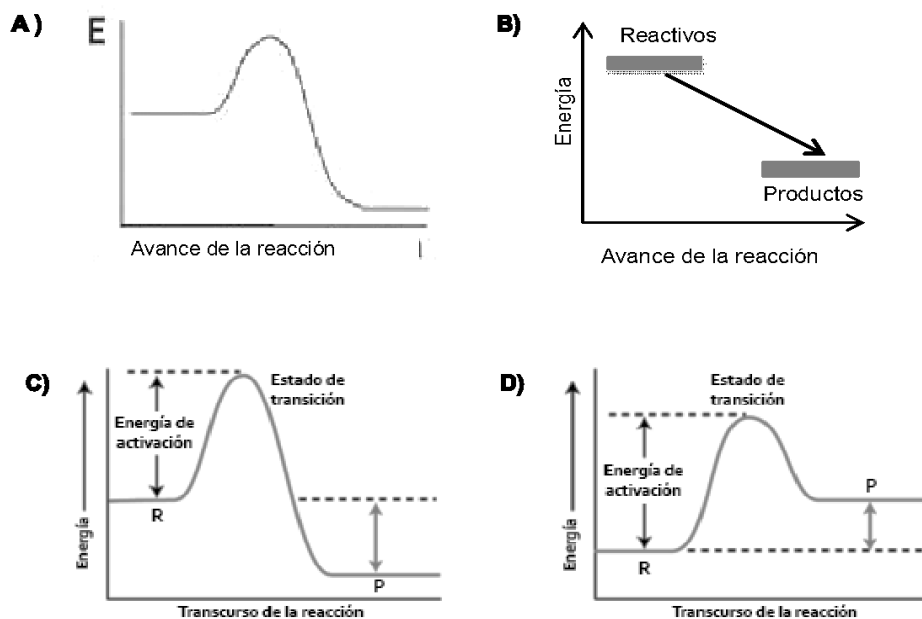 A)
E
Avance de la reacción
B)
Reactivos
Energía
Productos
Avance de la reacción
C)
Estado de
transición
Energía de
activación
R
P
Energía
Transcurso de la reacción
D)
Estado de
transición
Energía de
activación
P
R
Energía
Transcurso de la reacción